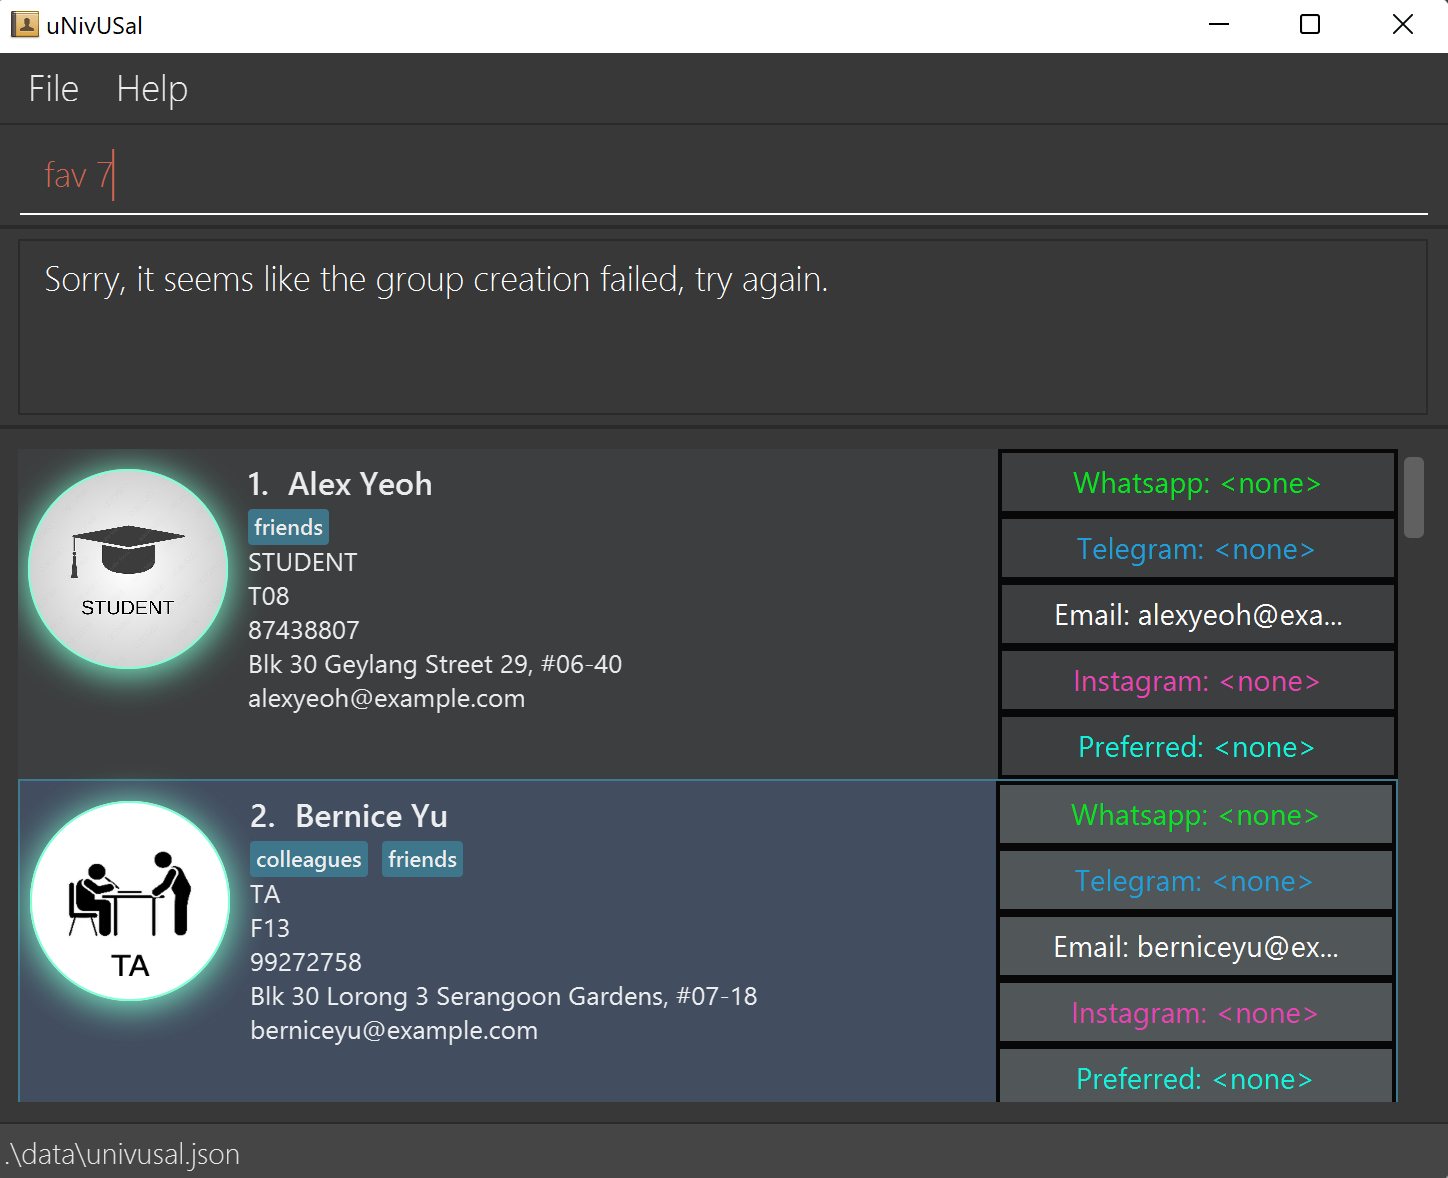 uNivUSal
File Help
fav 7
Sorry, it seems like the group creation failed, try again.
STUDENT
1. Alex Yeoh
friends
STUDENT
T08
87438807
Blk 30 Geylang Street 29, #06-40
alexyeoh@example.com
Whatsapp: <none>
Telegram: <none>
Email: alexyeoh@exa...
Instagram: <none>
Preferred: <none>
TA
2. Bernice Yu
colleagues friends
TA
F13
99272758
Blk 30 Lorong 3 Serangoon Gardens, #07-18
berniceyu@example.com
Whatsapp: <none>
Telegram: <none>
Email: berniceyu@ex...
Instagram: <none>
Preferred: <none>
.\data\univusal.json